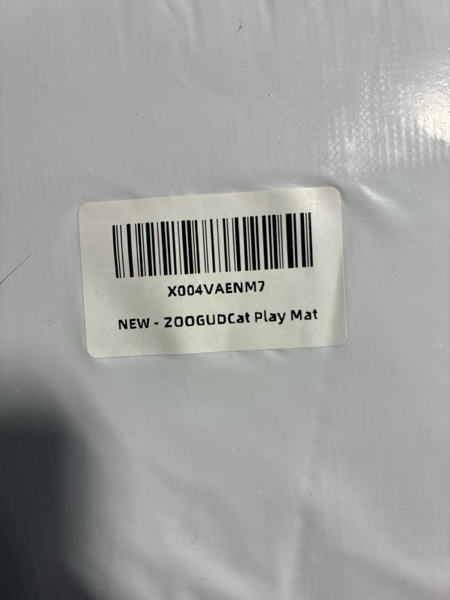 X004VAENM7
NEW - ZOOGUDCat Play Mat